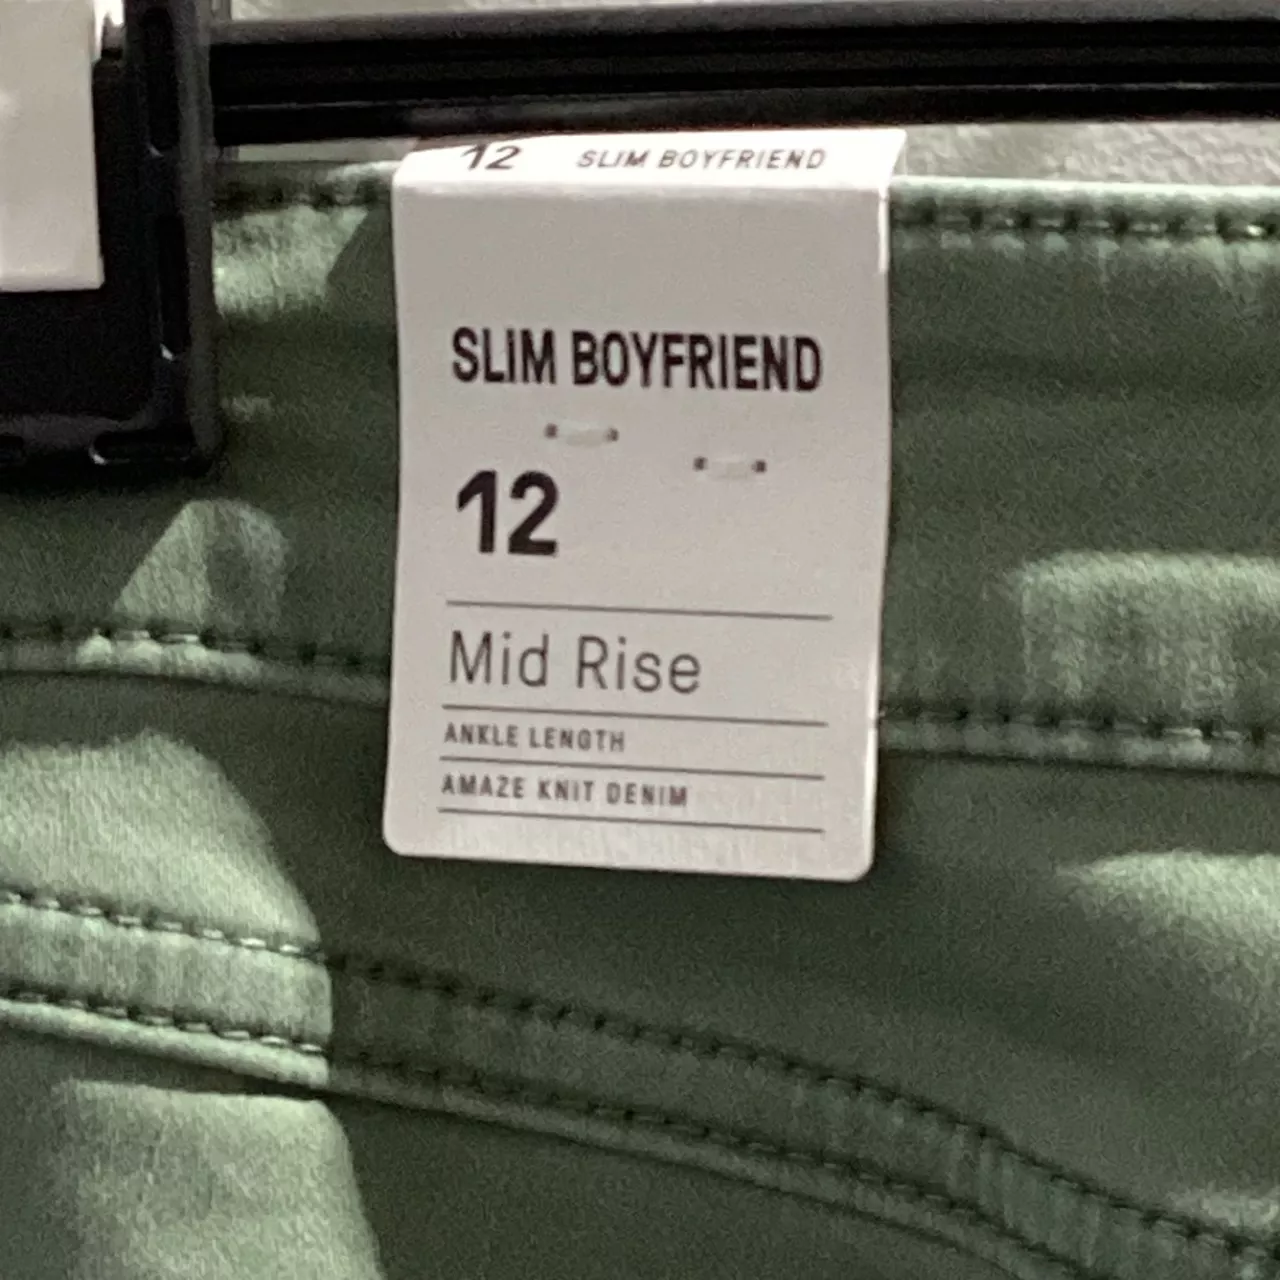 12 SLIM BOYFRIEND
SLIM BOYFRIEND
12
Mid Rise
ANKLE LENGTH
AMAZE KNIT DENIM